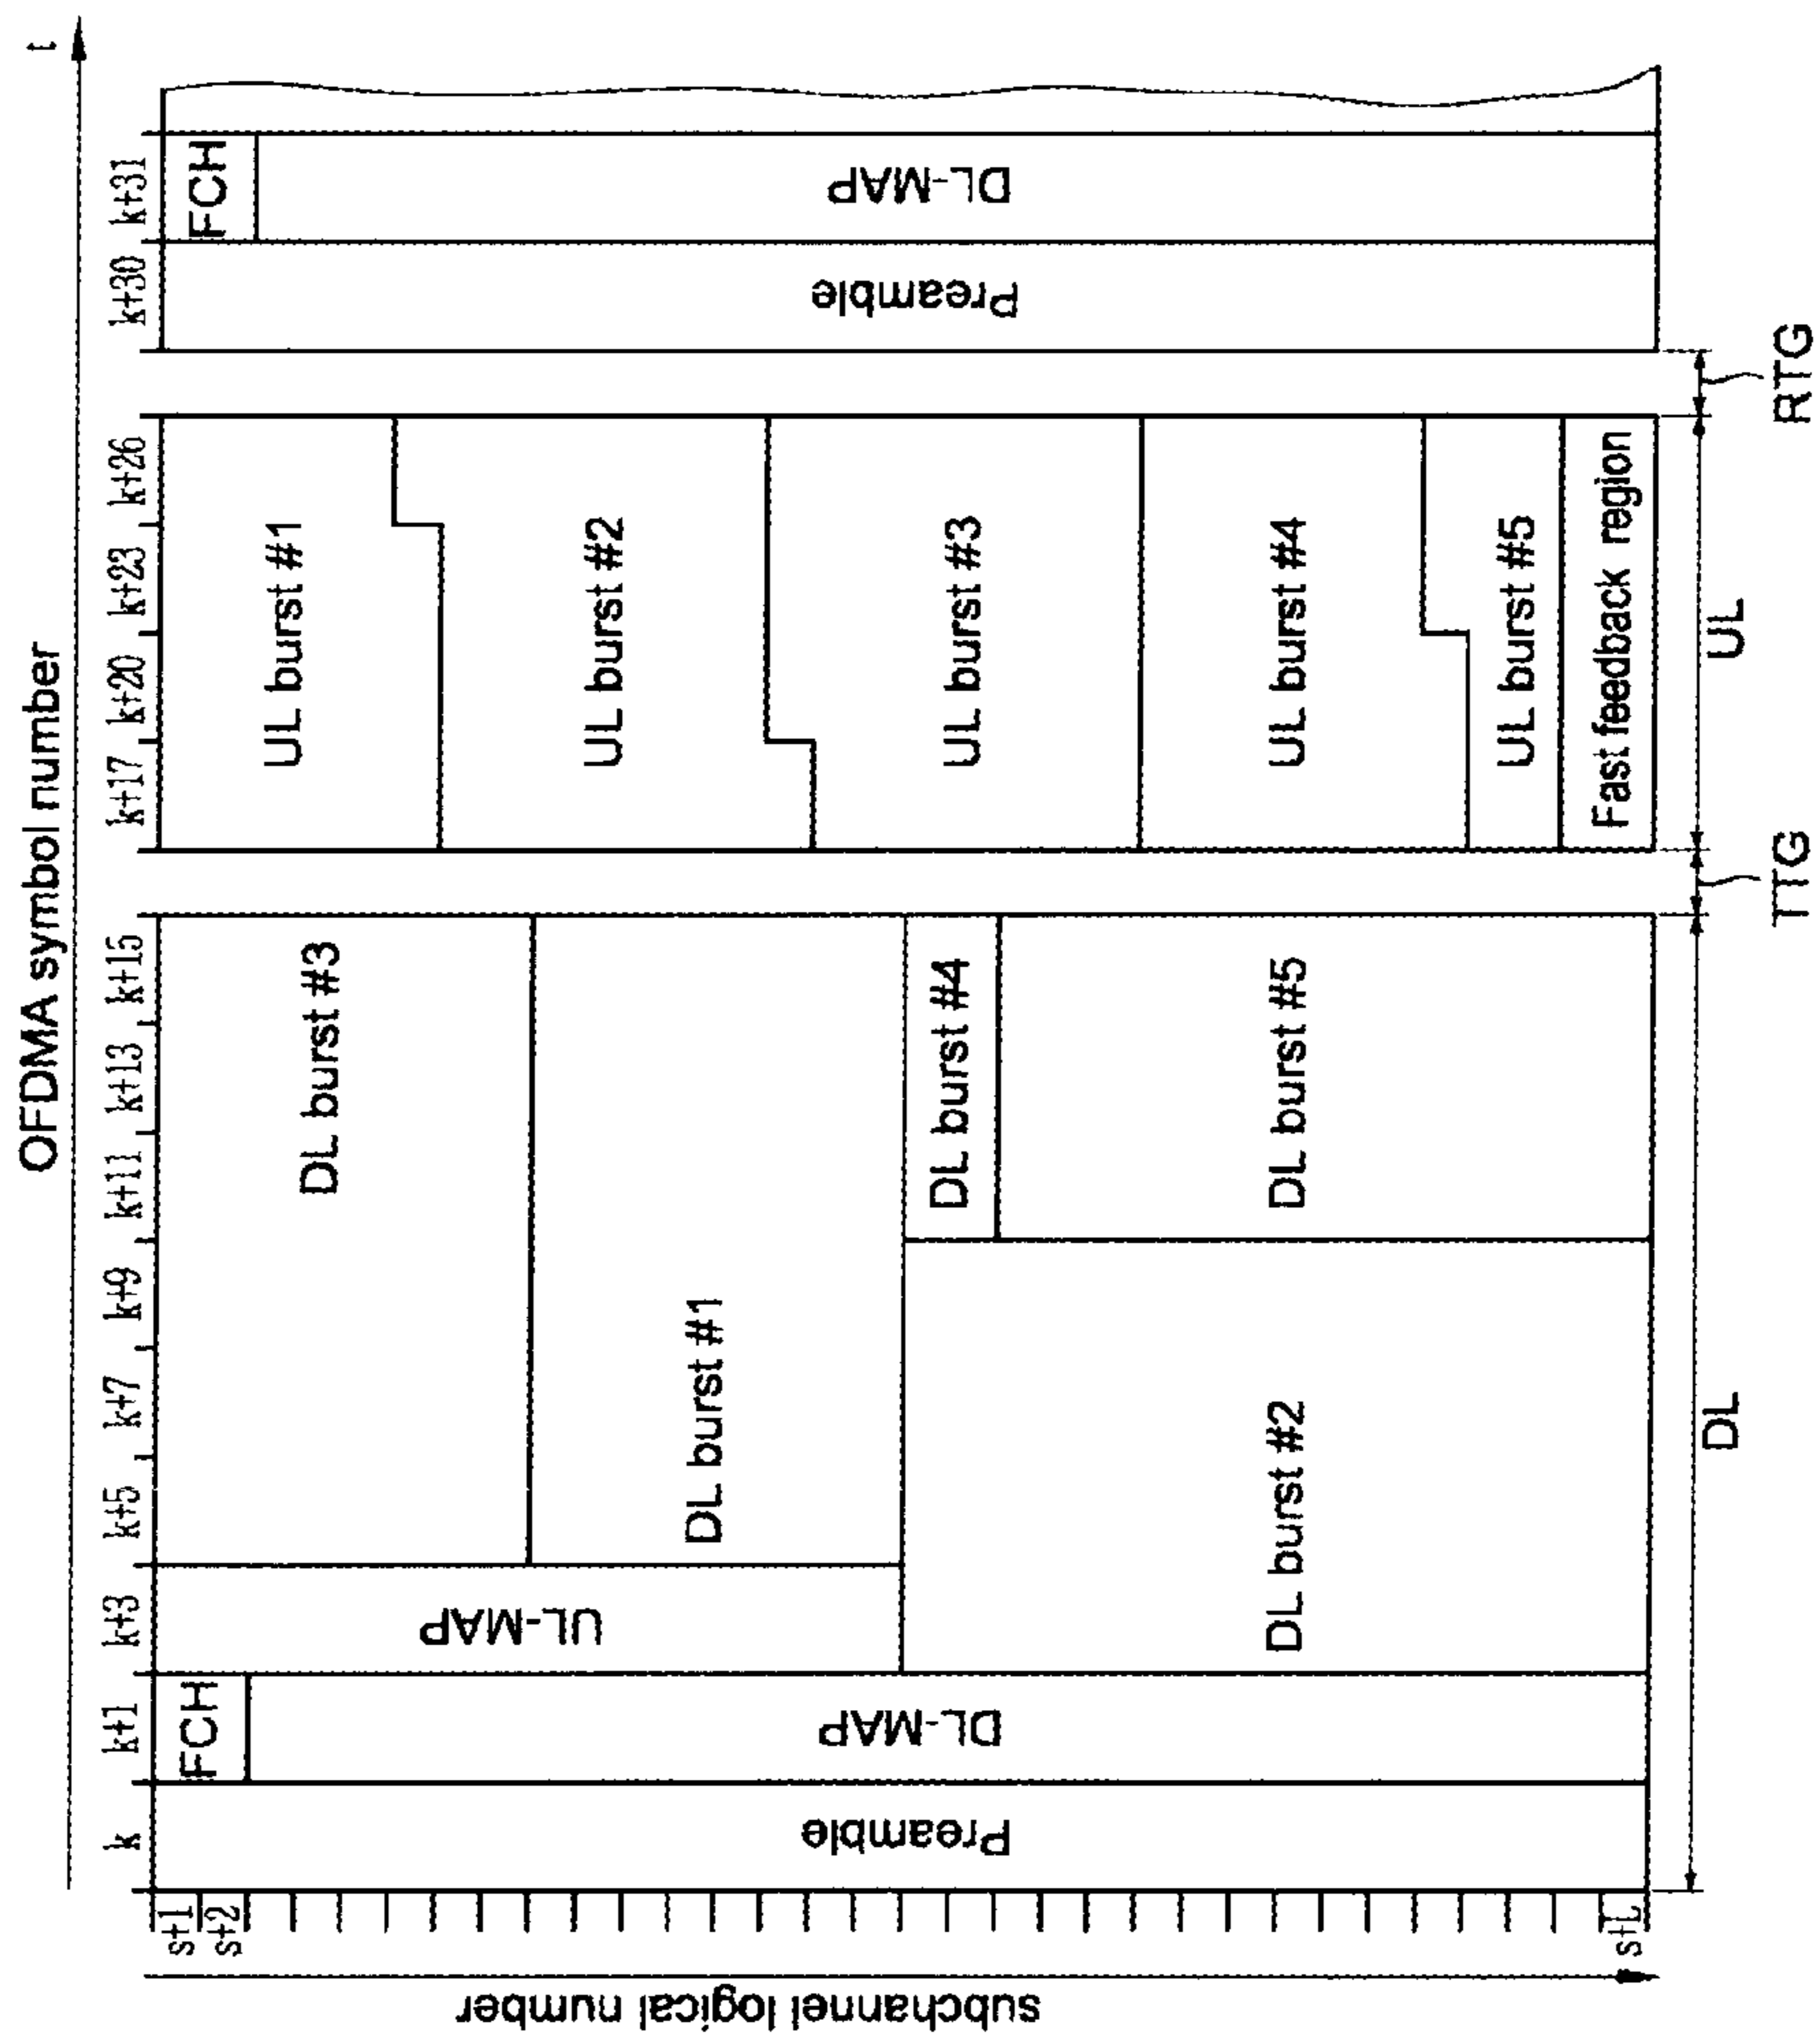 OFDMA symbol number
t
k
k+1
k+3
k+5
k+7
k+9
k+11
k+13
k+15
k+17
k+20
k+23
k+26
k+30
k+31
subchannel logical number
s+1
s+2
s+L
Preamble
FCH
DL-MAP
UL-MAP
DL burst #3
DL burst #1
DL burst #2
DL burst #4
DL burst #5
UL burst #1
UL burst #2
UL burst #3
UL burst #4
UL burst #5
Fast feedback region
Preamble
FCH
DL-MAP
DL
TTG
UL
RTG